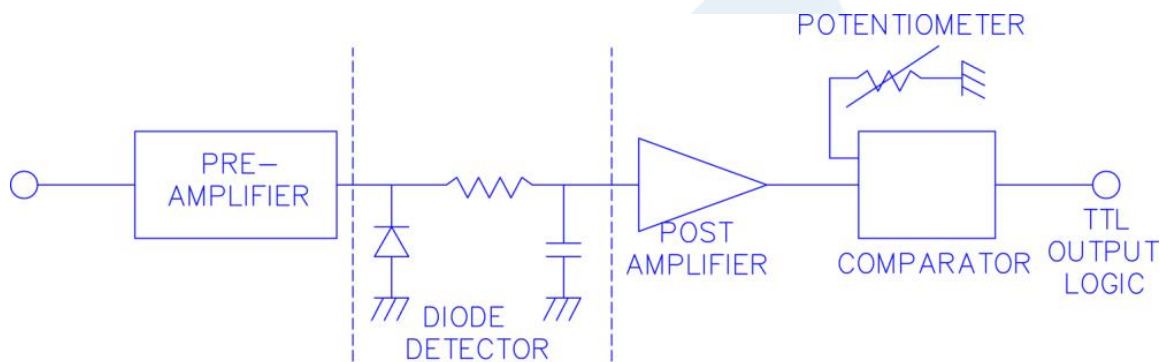 POTENTIOMETER
PRE-
AMPLIFIER
POST
AMPLIFIER
COMPARATOR
TTL
OUTPUT
LOGIC
DIODE
DETECTOR